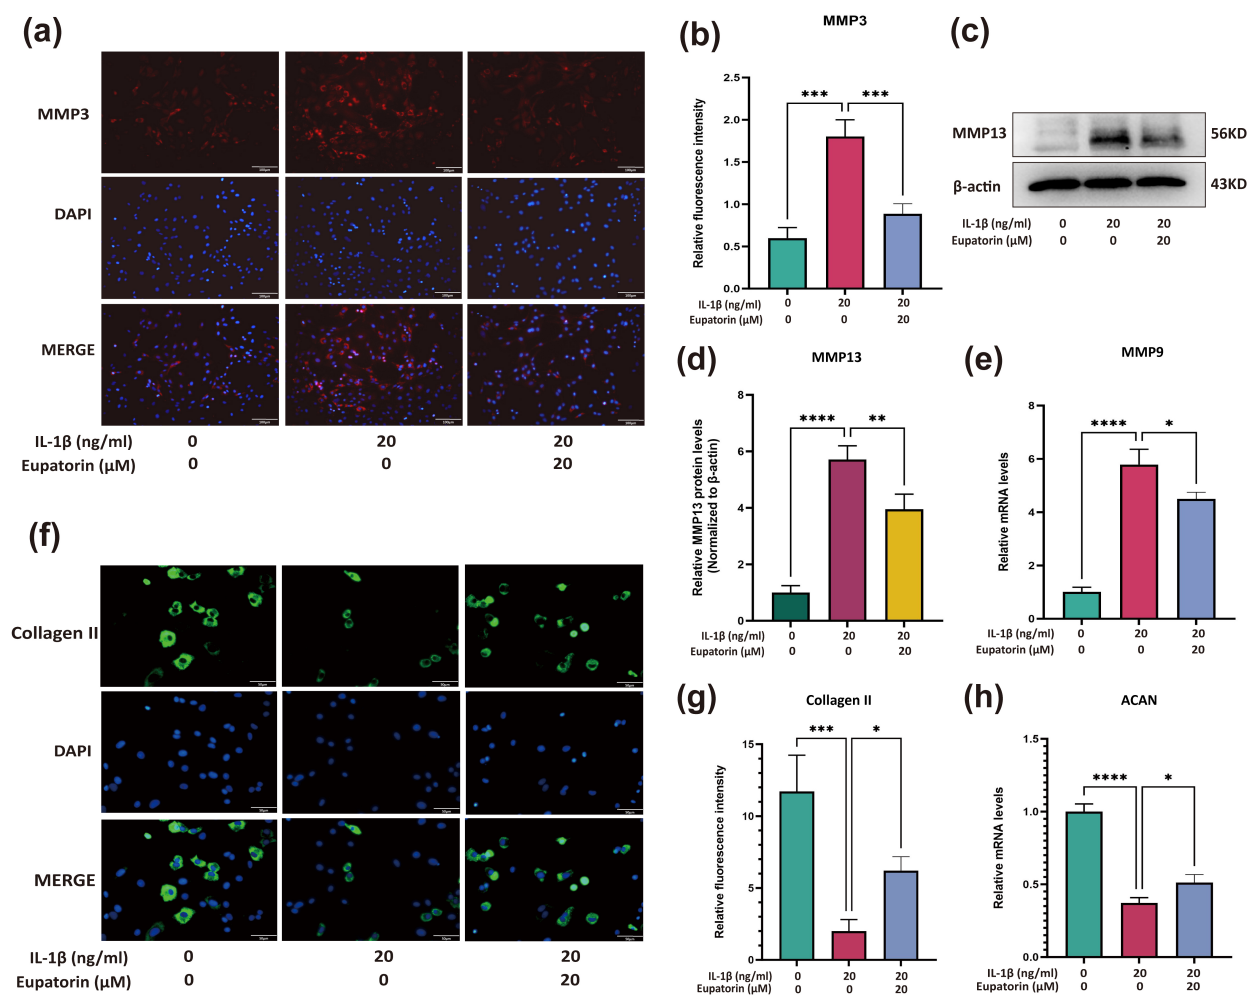 (a)
MMP3
DAPI
MERGE
IL-1β (ng/ml) 0 20 20
Eupatorin (μM) 0 0 20
(b)
MMP3
Relative fluorescence intensity
2.5
2.0
1.5
1.0
0.5
0.0
*** ***
IL-1β (ng/ml) 0 20 20
Eupatorin (μM) 0 0 20
(c)
MMP13 56KD
β-actin 43KD
IL-1β (ng/ml) 0 20 20
Eupatorin (μM) 0 0 20
(d)
MMP13
Relative MMP13 protein levels
(Normalized to β-actin)
8
6
4
2
0
**** **
IL-1β (ng/ml) 0 20 20
Eupatorin (μM) 0 0 20
(e)
MMP9
Relative mRNA levels
8
6
4
2
0
**** *
IL-1β (ng/ml) 0 20 20
Eupatorin (μM) 0 0 20
(f)
Collagen II
DAPI
MERGE
IL-1β (ng/ml) 0 20 20
Eupatorin (μM) 0 0 20
(g)
Collagen II
Relative fluorescence intensity
15
10
5
0
*** *
IL-1β (ng/ml) 0 20 20
Eupatorin (μM) 0 0 20
(h)
ACAN
Relative mRNA levels
1.5
1.0
0.5
0.0
**** *
IL-1β (ng/ml) 0 20 20
Eupatorin (μM) 0 0 20